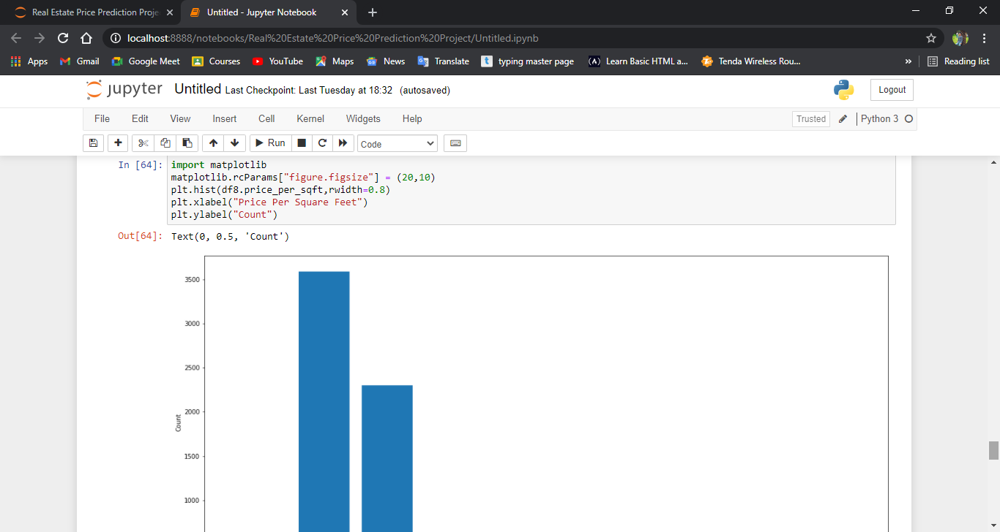 Real Estate Price Prediction Proje
Untitled - Jupyter Notebook
localhost:8888/notebooks/Real%20Estate%20Price%20Prediction%20Project/Untitled.ipynb
Apps Gmail Google Meet Courses YouTube Maps News Translate typing master page Learn Basic HTML a... Tenda Wireless Rou... » Reading list
jupyter Untitled Last Checkpoint: Last Tuesday at 18:32 (autosaved) Logout
File Edit View Insert Cell Kernel Widgets Help Trusted Python 3
Run Code
In [64]: import matplotlib
matplotlib.rcParams["figure.figsize"] = (20,10)
plt.hist(df8.price_per_sqft,rwidth=0.8)
plt.xlabel("Price Per Square Feet")
plt.ylabel("Count")
Out[64]: Text(0, 0.5, 'Count')
3500
3000
2500
2000
Count
1500
1000